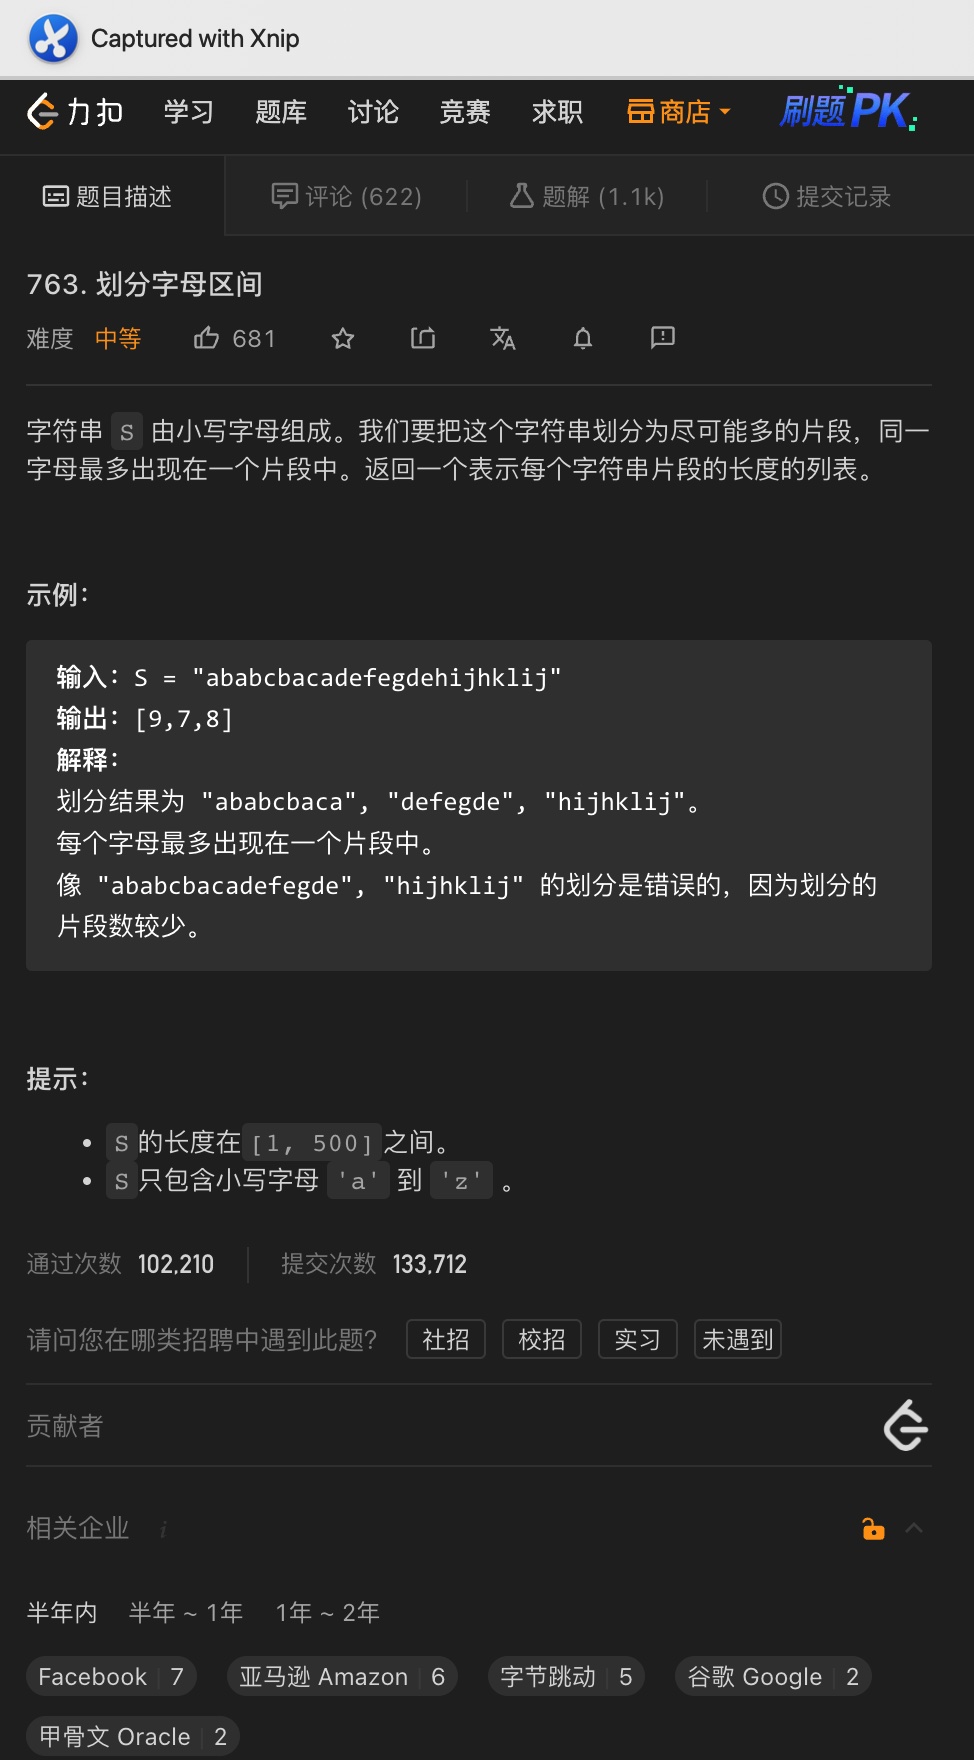 Captured with Xnip
力扣 学习 题库 讨论 竞赛 求职 商店 刷题PK.
题目描述 评论 (622) 题解 (1.1k) 提交记录
763. 划分字母区间
难度 中等 681
字符串 S 由小写字母组成。我们要把这个字符串划分为尽可能多的片段，同一
字母最多出现在一个片段中。返回一个表示每个字符串片段的长度的列表。
示例：
输入：S = "ababcbacadefegdehijhklij"
输出：[9,7,8]
解释：
划分结果为 "ababcbaca", "defegde", "hijhklij"。
每个字母最多出现在一个片段中。
像 "ababcbacadefegde", "hijhklij" 的划分是错误的，因为划分的
片段数较少。
提示：
• S的长度在[1, 500]之间。
• S只包含小写字母 'a' 到 'z' 。
通过次数 102,210 提交次数 133,712
请问您在哪类招聘中遇到此题? 社招 校招 实习 未遇到
贡献者
相关企业 i
半年内 半年 ~ 1年 1年 ~ 2年
Facebook 7 亚马逊 Amazon 6 字节跳动 5 谷歌 Google 2
甲骨文 Oracle 2